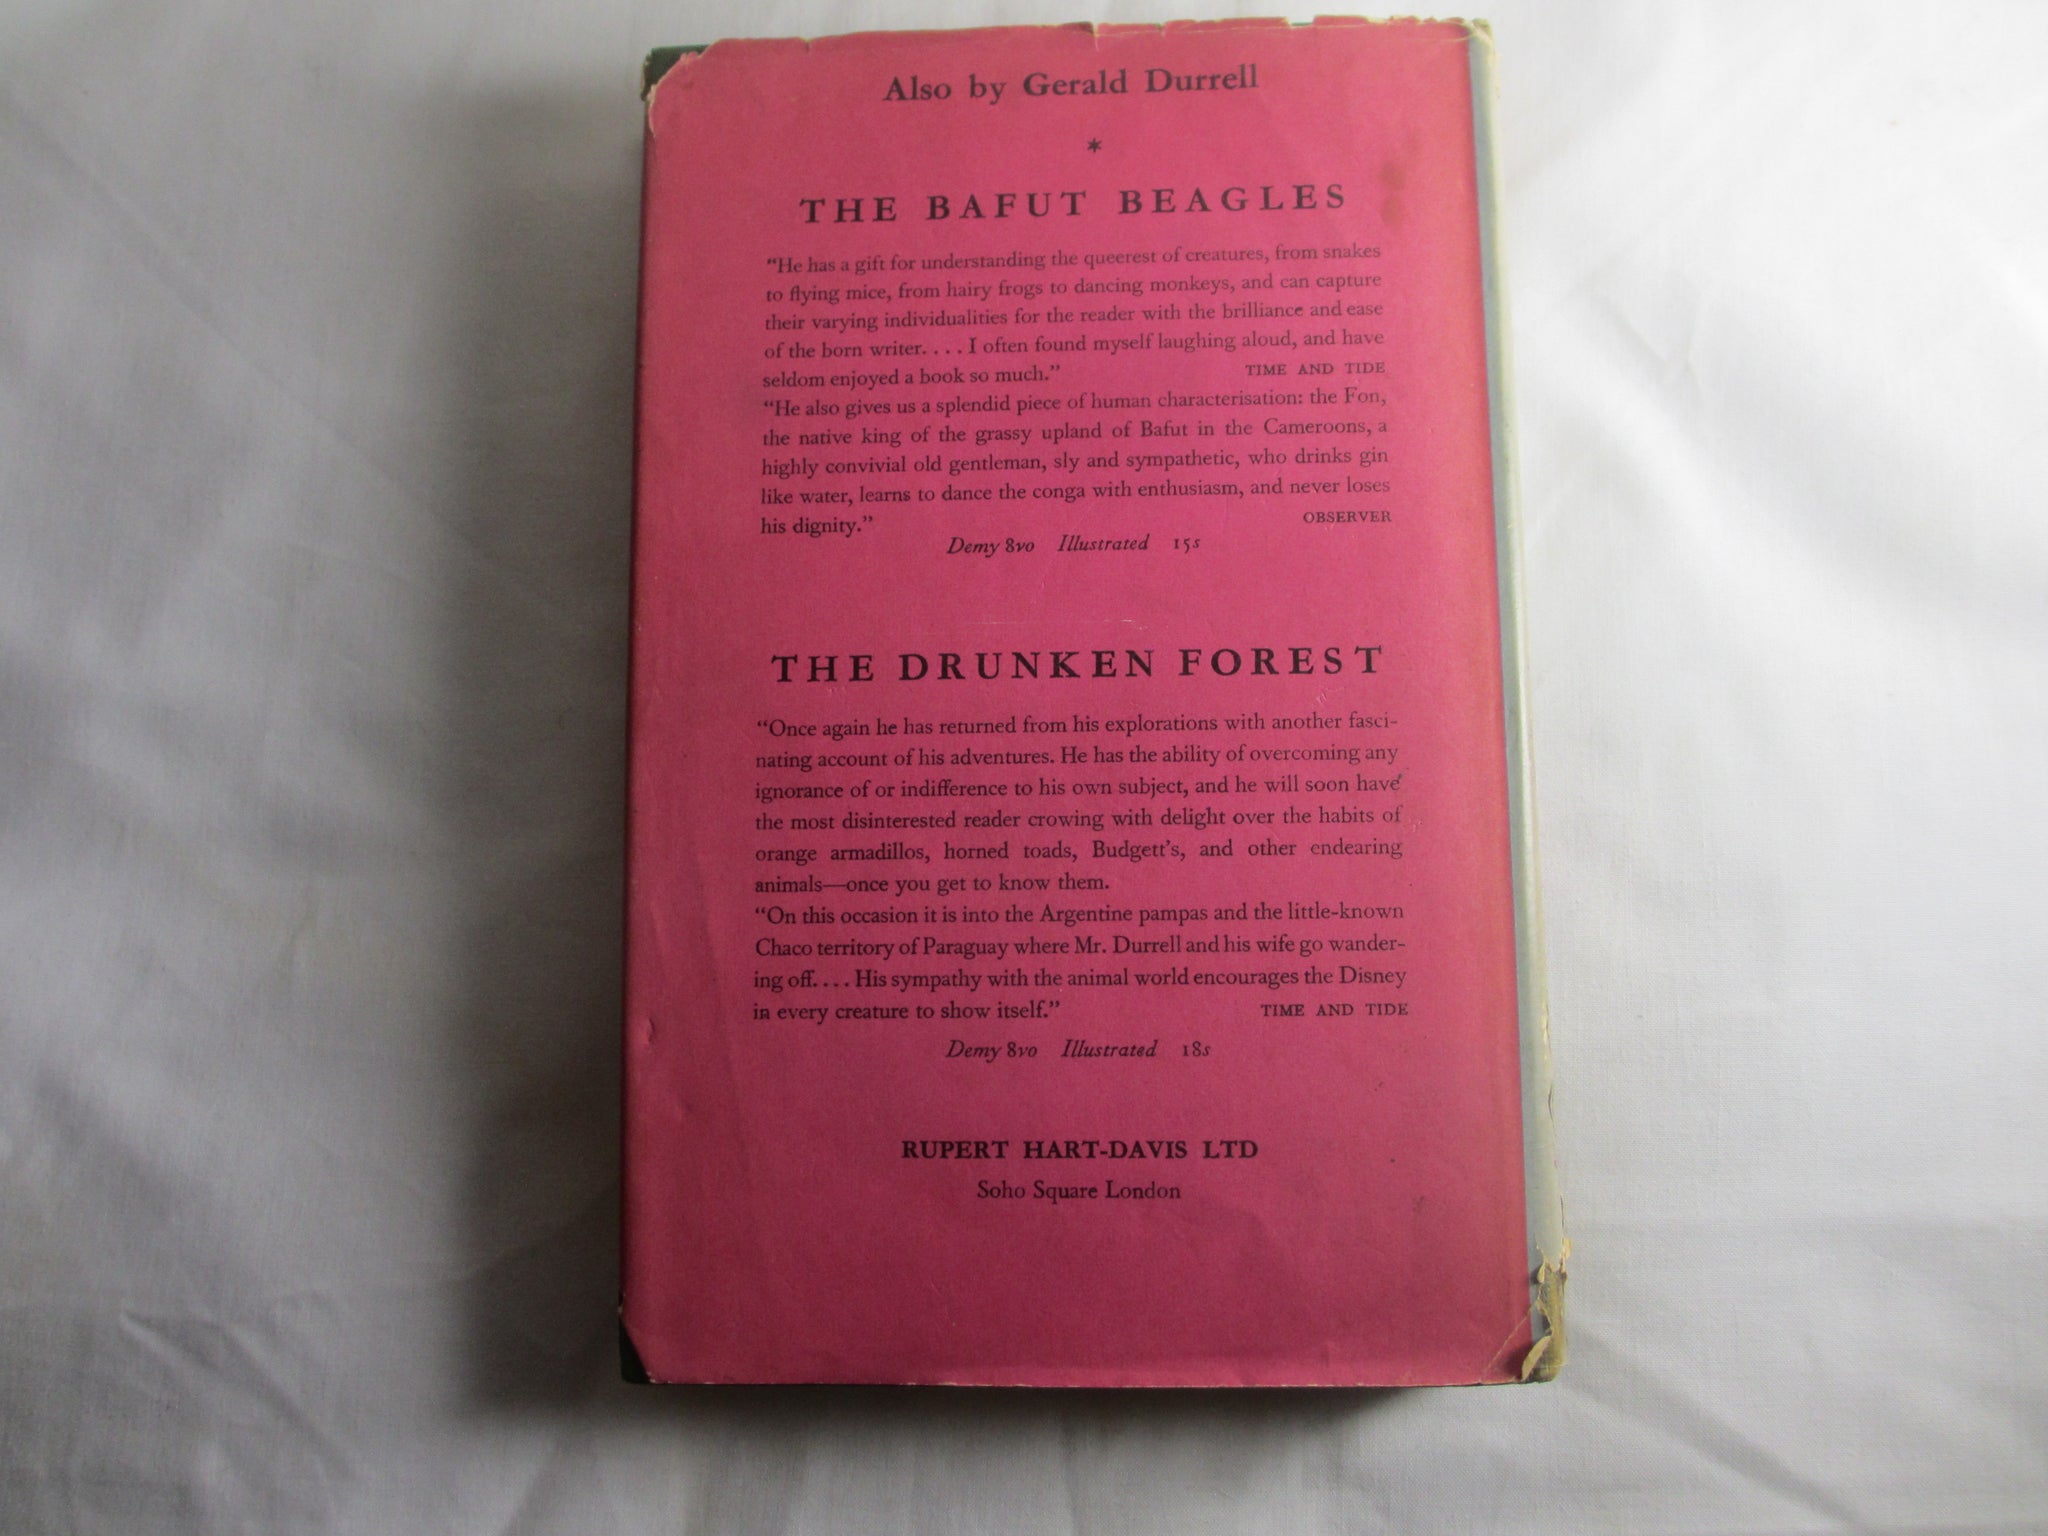 Also by Gerald Durrell
*
THE BAFUT BEAGLES
“He has a gift for understanding the queerest of creatures, from snakes
to flying mice, from hairy frogs to dancing monkeys, and can capture
their varying individualities for the reader with the brilliance and ease
of the born writer. . . . I often found myself laughing aloud, and have
seldom enjoyed a book so much.” TIME AND TIDE
“He also gives us a splendid piece of human characterisation: the Fon,
the native king of the grassy upland of Bafut in the Cameroons, a
highly convivial old gentleman, sly and sympathetic, who drinks gin
like water, learns to dance the conga with enthusiasm, and never loses
his dignity.” OBSERVER
Demy 8vo Illustrated 15s
THE DRUNKEN FOREST
“Once again he has returned from his explorations with another fasci-
nating account of his adventures. He has the ability of overcoming any
ignorance of or indifference to his own subject, and he will soon have
the most disinterested reader crowing with delight over the habits of
orange armadillos, horned toads, Budgett’s, and other endearing
animals—once you get to know them.
“On this occasion it is into the Argentine pampas and the little-known
Chaco territory of Paraguay where Mr. Durrell and his wife go wander-
ing off. . . . His sympathy with the animal world encourages the Disney
in every creature to show itself.” TIME AND TIDE
Demy 8vo Illustrated 18s
RUPERT HART-DAVIS LTD
Soho Square London